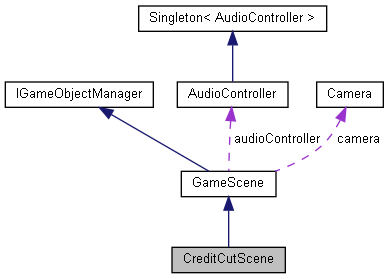 Singleton< AudioController >
IGameObjectManager
AudioController
Camera
audioController
camera
GameScene
CreditCutScene